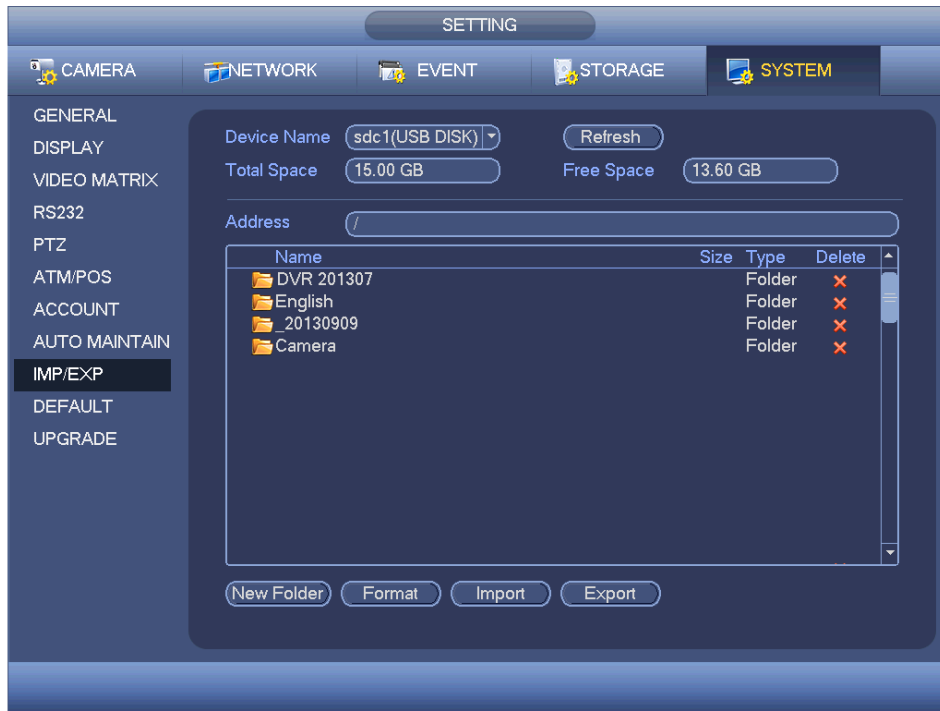 SETTING
CAMERA NETWORK EVENT STORAGE SYSTEM
GENERAL
DISPLAY
VIDEO MATRIX
RS232
PTZ
ATM/POS
ACCOUNT
AUTO MAINTAIN
IMP/EXP
DEFAULT
UPGRADE
Device Name sdc1(USB DISK) Refresh
Total Space 15.00 GB Free Space 13.60 GB
Address /
Name Size Type Delete
DVR 201307 Folder
English Folder
_20130909 Folder
Camera Folder
New Folder Format Import Export